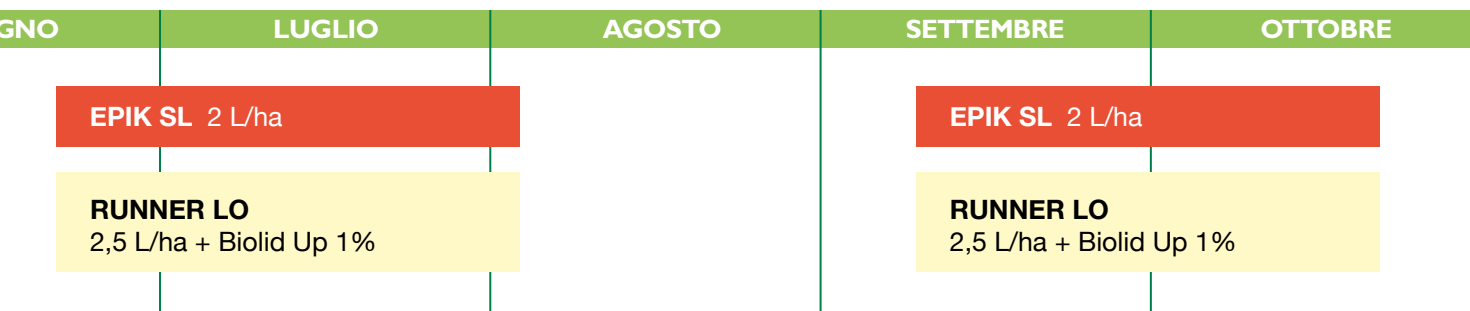 GNO LUGLIO AGOSTO SETTEMBRE OTTOBRE
EPIK SL 2 L/ha EPIK SL 2 L/ha
RUNNER LO RUNNER LO
2,5 L/ha + Biolid Up 1% 2,5 L/ha + Biolid Up 1%